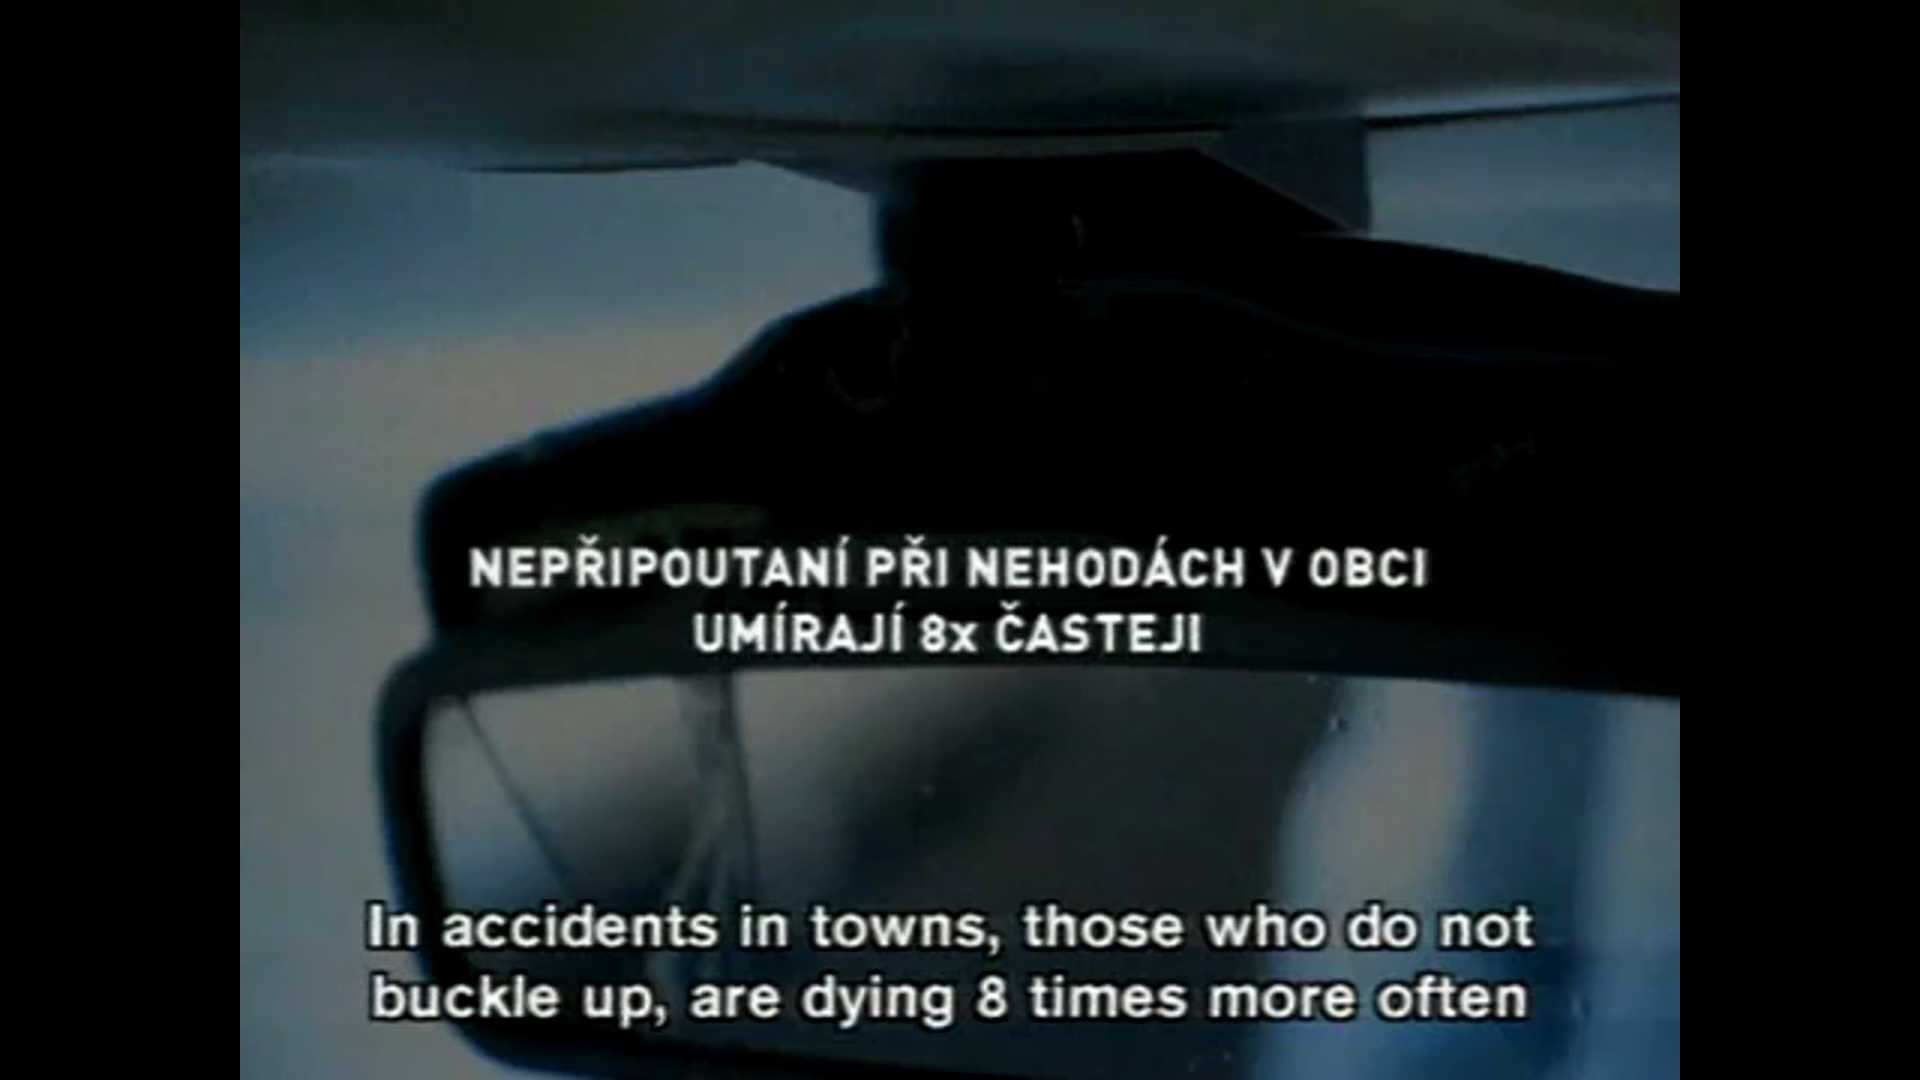 NEPŘIPOUTANÍ PŘI NEHODÁCH V OBCI
UMÍRAJÍ 8x ČASTEJI
In accidents in towns, those who do not
buckle up, are dying 8 times more often